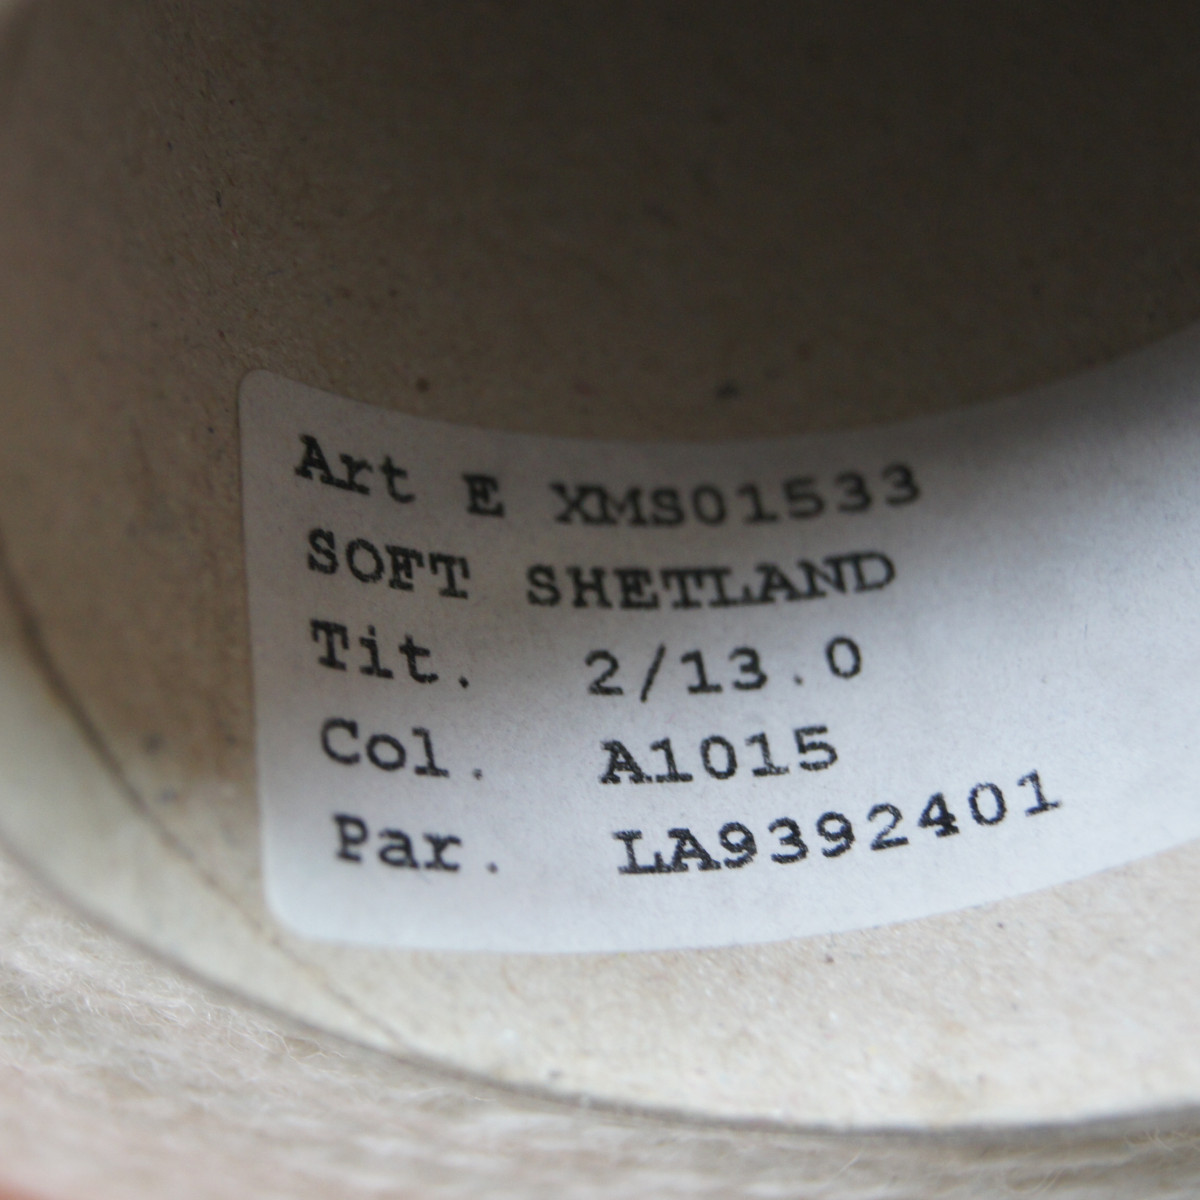 Art E XMS01533
SOFT SHETLAND
Tit. 2/13.0
Col. A1015
Par. LA9392401